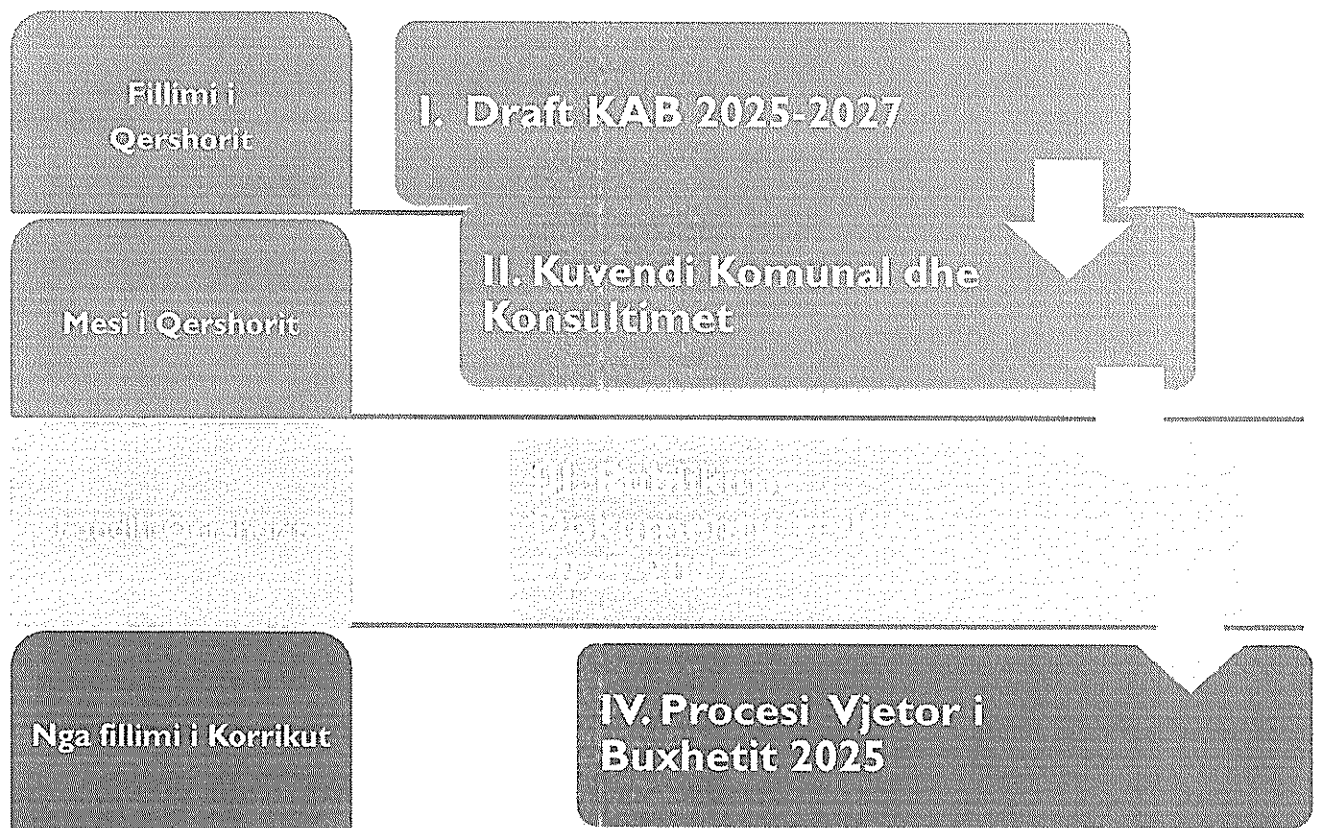 Fillimi i
Qershorit
I. Draft KAB 2025-2027
Mesi i Qershorit
II. Kuvendi Komunal dhe
Konsultimet
Nga fillimi i Korrikut
IV. Procesi Vjetor i
Buxhetit 2025